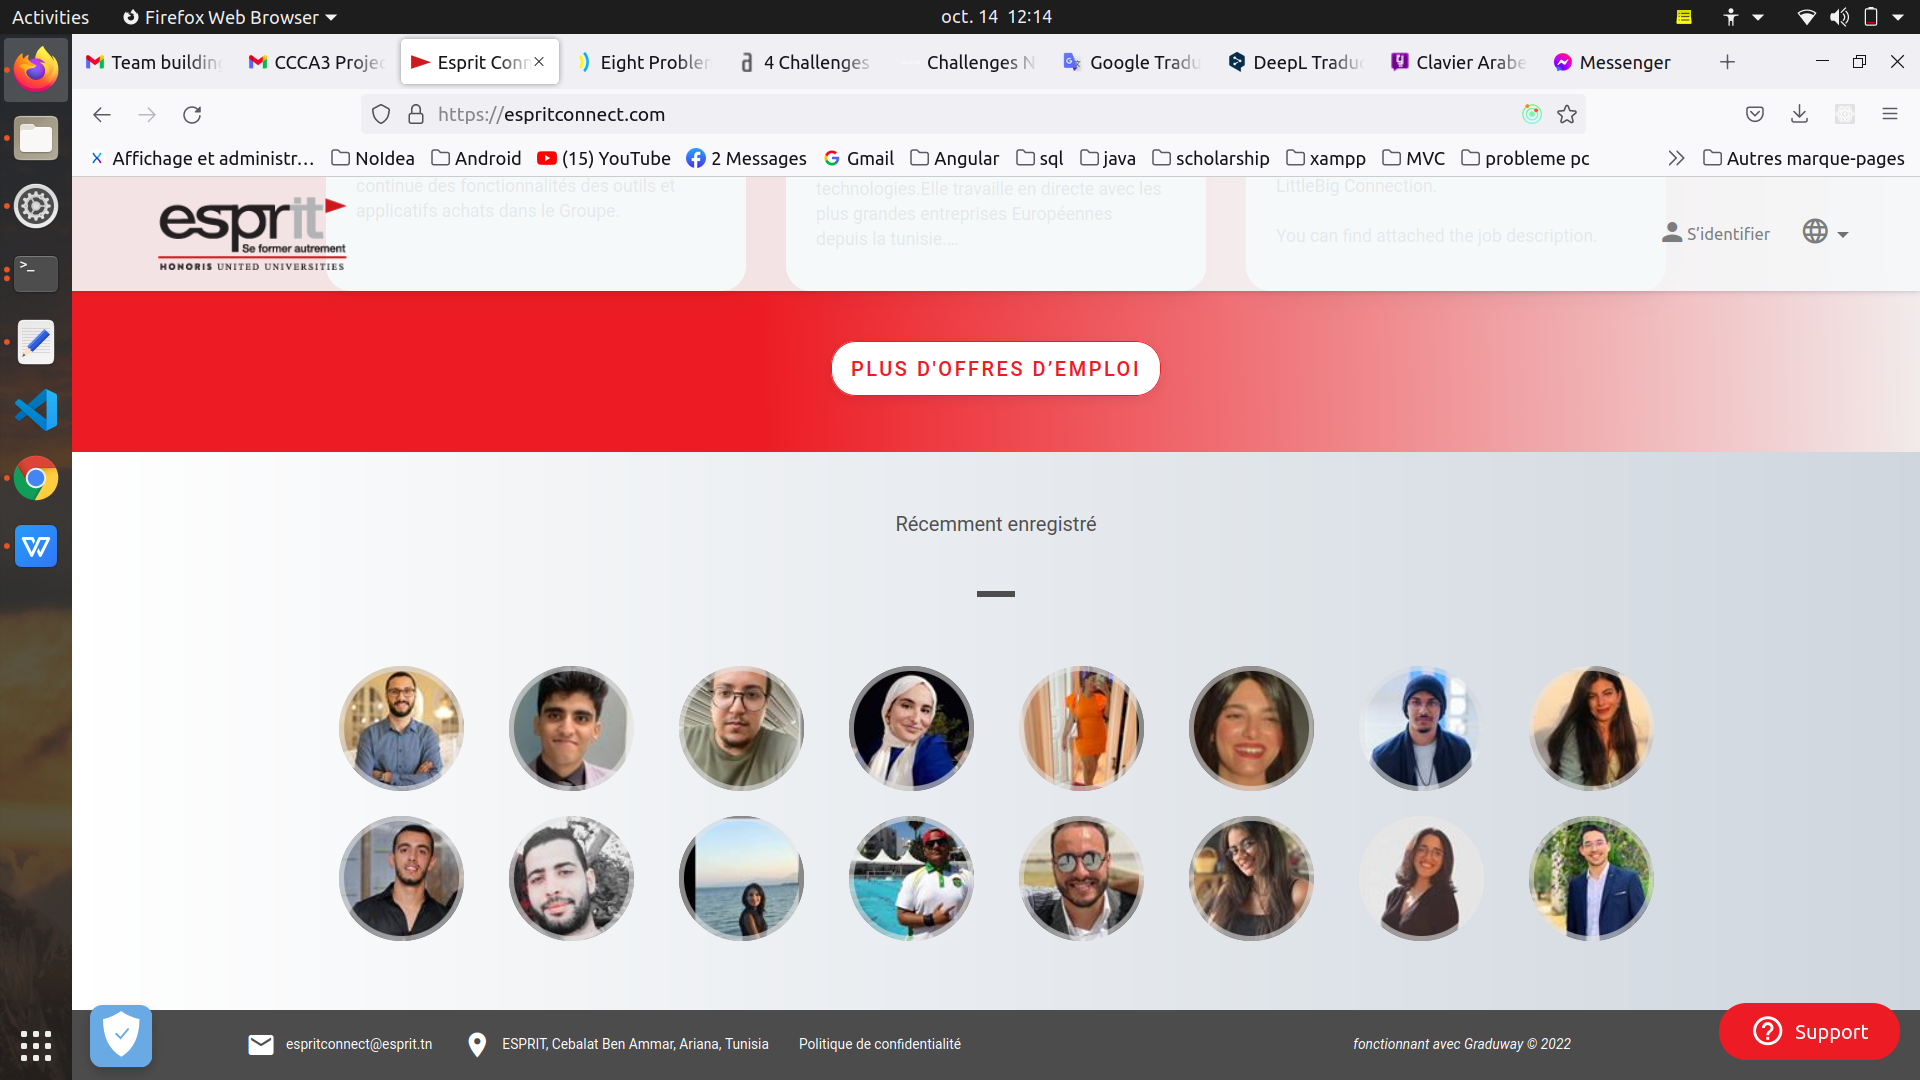 Activities
Firefox Web Browser
oct. 14 12:14
Team building
CCCA3 Projec
Esprit Conn
Eight Problem
4 Challenges
Challenges N
Google Tradu
DeepL Traduc
Clavier Arabe
Messenger
https://espritconnect.com
Affichage et administr…
NoIdea
Android
(15) YouTube
2 Messages
Gmail
Angular
sql
java
scholarship
xampp
MVC
probleme pc
Autres marque-pages
esprit
Se former autrement
HONORIS UNITED UNIVERSITIES
continue des fonctionnalités des outils et
applicatifs achats dans le Groupe.
technologies.Elle travaille en directe avec les
plus grandes entreprises Européennes
depuis la tunisie....
LittleBig Connection.
You can find attached the job description.
S’identifier
PLUS D'OFFRES D’EMPLOI
Récemment enregistré
espritconnect@esprit.tn
ESPRIT, Cebalat Ben Ammar, Ariana, Tunisia
Politique de confidentialité
fonctionnant avec Graduway © 2022
Support